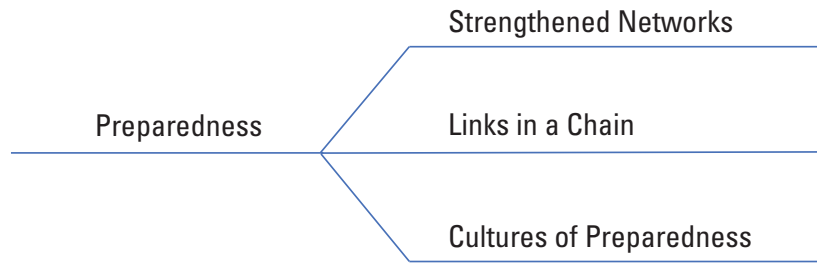 Strengthened Networks
Preparedness
Links in a Chain
Cultures of Preparedness